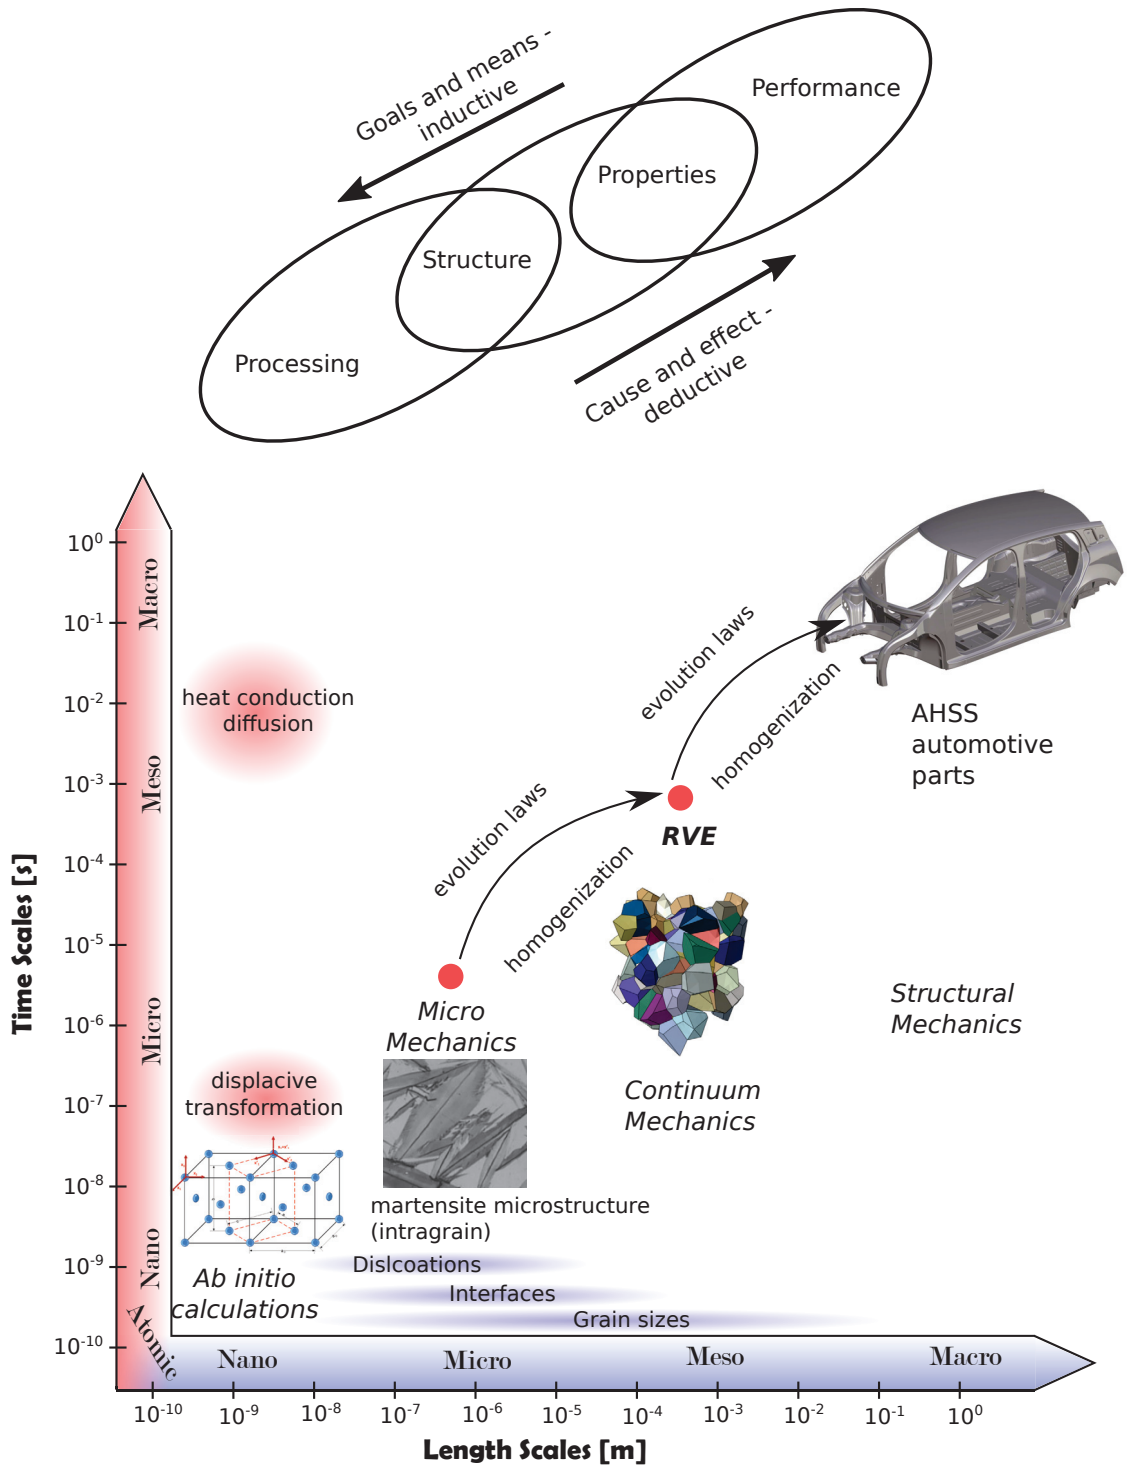 Goals and means -
inductive
Performance
Properties
Structure
Processing
Cause and effect -
deductive
10⁰
10⁻¹
10⁻²
10⁻³
10⁻⁴
10⁻⁵
10⁻⁶
10⁻⁷
10⁻⁸
10⁻⁹
10⁻¹⁰
Time Scales [s]
Macro
Meso
Micro
Nano
Atomic
heat conduction
diffusion
displacive
transformation
Ab initio
calculations
evolution laws
homogenization
Micro
Mechanics
martensite microstructure
(intragrain)
evolution laws
homogenization
RVE
Continuum
Mechanics
AHSS
automotive
parts
Structural
Mechanics
Dislcoations
Interfaces
Grain sizes
Nano
Micro
Meso
Macro
10⁻¹⁰
10⁻⁹
10⁻⁸
10⁻⁷
10⁻⁶
10⁻⁵
10⁻⁴
10⁻³
10⁻²
10⁻¹
10⁰
Length Scales [m]